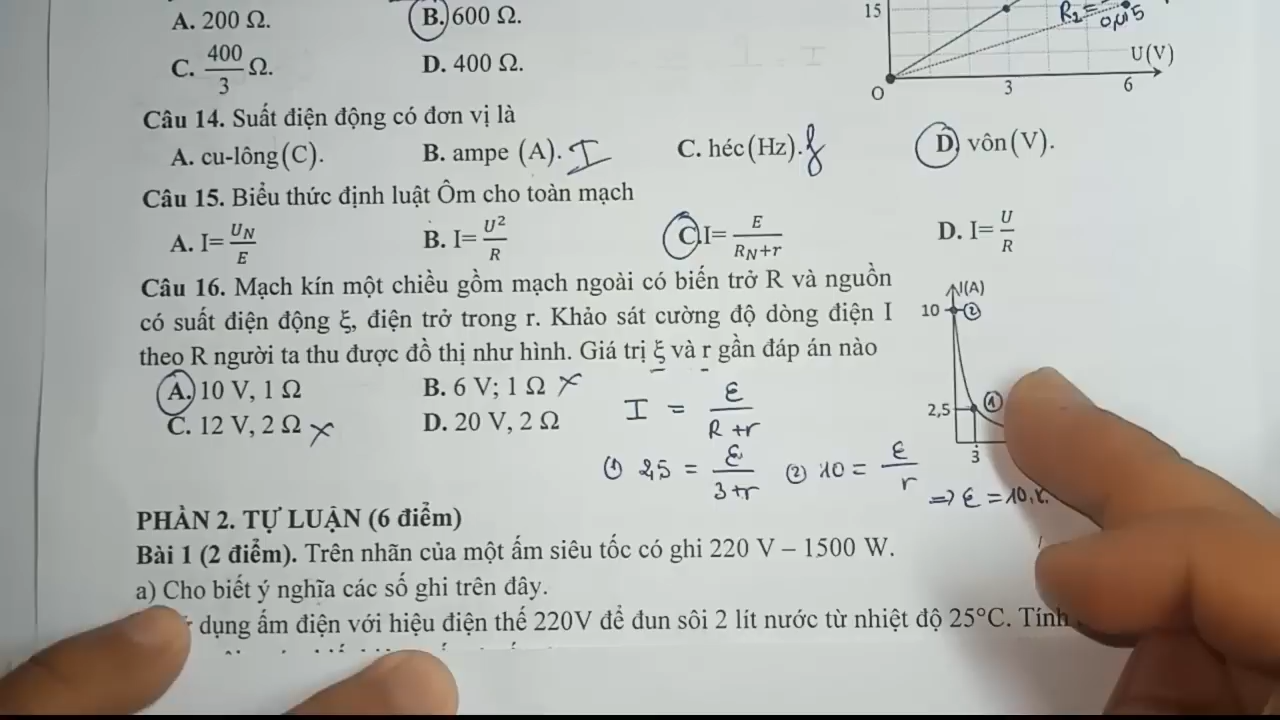 A. 200 Ω.
B. 600 Ω.
C. 400/3 Ω.
D. 400 Ω.
15
R₂ =
0,015
U(V)
O
3
6
Câu 14. Suất điện động có đơn vị là
A. cu-lông(C).
B. ampe (A). I
C. héc(Hz). f
D. vôn(V).
Câu 15. Biểu thức định luật Ôm cho toàn mạch
A. I= U_N/E
B. I= U²/R
C. I= E/(R_N+r)
D. I= U/R
Câu 16. Mạch kín một chiều gồm mạch ngoài có biến trở R và nguồn
có suất điện động ξ, điện trở trong r. Khảo sát cường độ dòng điện I
theo R người ta thu được đồ thị như hình. Giá trị ξ và r gần đáp án nào
A. 10 V, 1 Ω
B. 6 V; 1 Ω ×
C. 12 V, 2 Ω ×
D. 20 V, 2 Ω
I(A)
10
②
2,5
①
3
I = ε/(R+r)
① 2,5 = ε/(3+r)
② 10 = ε/r
=> ε = 10.r
PHẦN 2. TỰ LUẬN (6 điểm)
Bài 1 (2 điểm). Trên nhãn của một ấm siêu tốc có ghi 220 V – 1500 W.
a) Cho biết ý nghĩa các số ghi trên đây.
dụng ấm điện với hiệu điện thế 220V để đun sôi 2 lít nước từ nhiệt độ 25°C. Tính